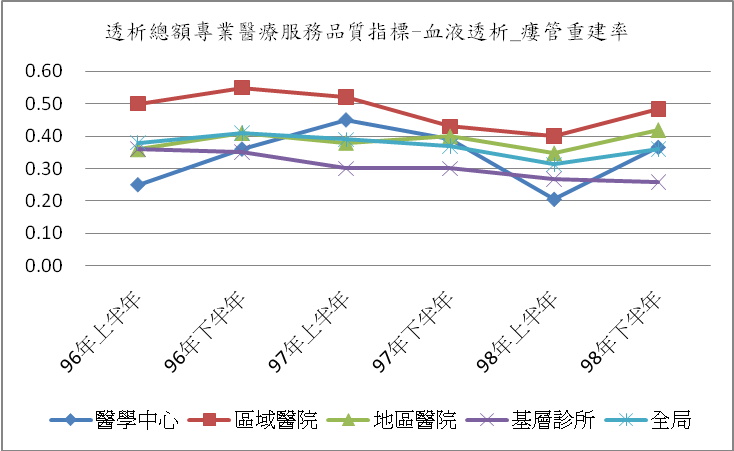 透析總額專業醫療服務品質指標-血液透析_瘻管重建率
0.60
0.50
0.40
0.30
0.20
0.10
0.00
96年上半年
96年下半年
97年上半年
97年下半年
98年上半年
98年下半年
醫學中心 區域醫院 地區醫院 基層診所 全局